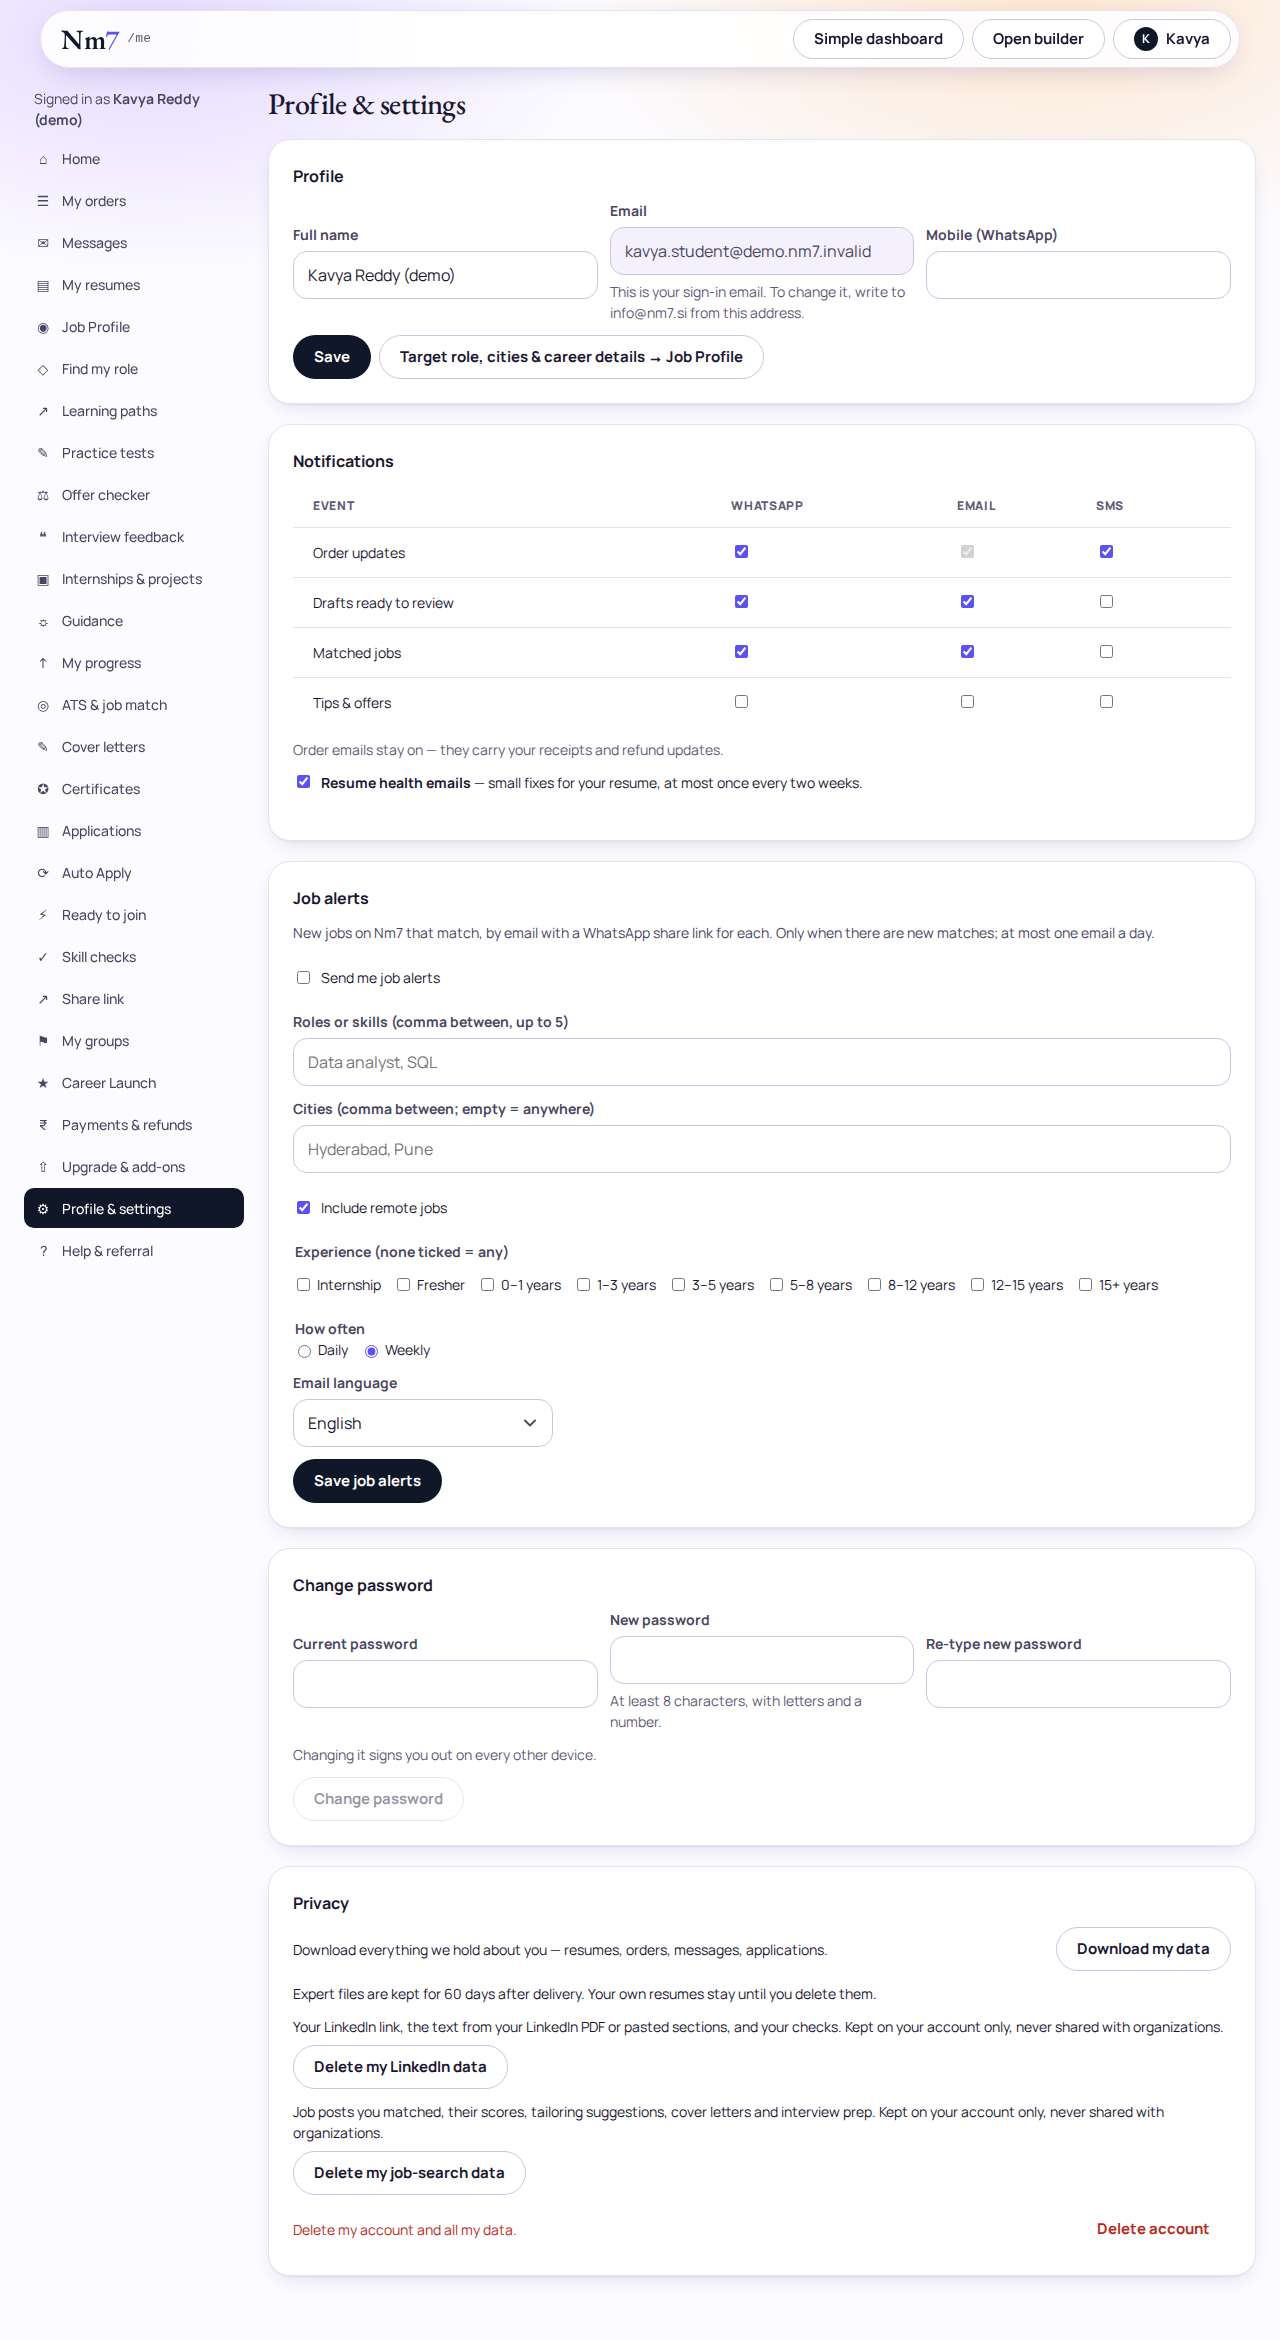 Nm7 /me
Simple dashboard
Open builder
K Kavya
Signed in as Kavya Reddy
(demo)
Home
My orders
Messages
My resumes
Job Profile
Find my role
Learning paths
Practice tests
Offer checker
Interview feedback
Internships & projects
Guidance
My progress
ATS & job match
Cover letters
Certificates
Applications
Auto Apply
Ready to join
Skill checks
Share link
My groups
Career Launch
₹ Payments & refunds
Upgrade & add-ons
Profile & settings
? Help & referral
Profile & settings
Profile
Full name
Kavya Reddy (demo)
Email
kavya.student@demo.nm7.invalid
This is your sign-in email. To change it, write to
info@nm7.si from this address.
Mobile (WhatsApp)
Save
Target role, cities & career details → Job Profile
Notifications
EVENT WHATSAPP EMAIL SMS
Order updates
Drafts ready to review
Matched jobs
Tips & offers
Order emails stay on — they carry your receipts and refund updates.
Resume health emails — small fixes for your resume, at most once every two weeks.
Job alerts
New jobs on Nm7 that match, by email with a WhatsApp share link for each. Only when there are new matches; at most one email a day.
Send me job alerts
Roles or skills (comma between, up to 5)
Data analyst, SQL
Cities (comma between; empty = anywhere)
Hyderabad, Pune
Include remote jobs
Experience (none ticked = any)
Internship Fresher 0–1 years 1–3 years 3–5 years 5–8 years 8–12 years 12–15 years 15+ years
How often
Daily Weekly
Email language
English
Save job alerts
Change password
Current password
New password
At least 8 characters, with letters and a
number.
Re-type new password
Changing it signs you out on every other device.
Change password
Privacy
Download everything we hold about you — resumes, orders, messages, applications.
Download my data
Expert files are kept for 60 days after delivery. Your own resumes stay until you delete them.
Your LinkedIn link, the text from your LinkedIn PDF or pasted sections, and your checks. Kept on your account only, never shared with organizations.
Delete my LinkedIn data
Job posts you matched, their scores, tailoring suggestions, cover letters and interview prep. Kept on your account only, never shared with
organizations.
Delete my job-search data
Delete my account and all my data.
Delete account